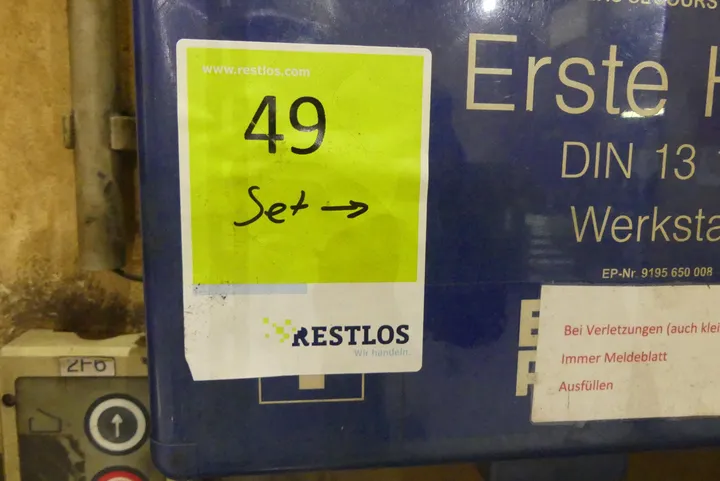 www.restlos.com
49
Set →
RESTLOS
Wir handeln.
Erste
DIN 13
Werksta
EP-Nr 9195 650 008
Bei Verletzungen (auch klei
Immer Meldeblatt
Ausfüllen